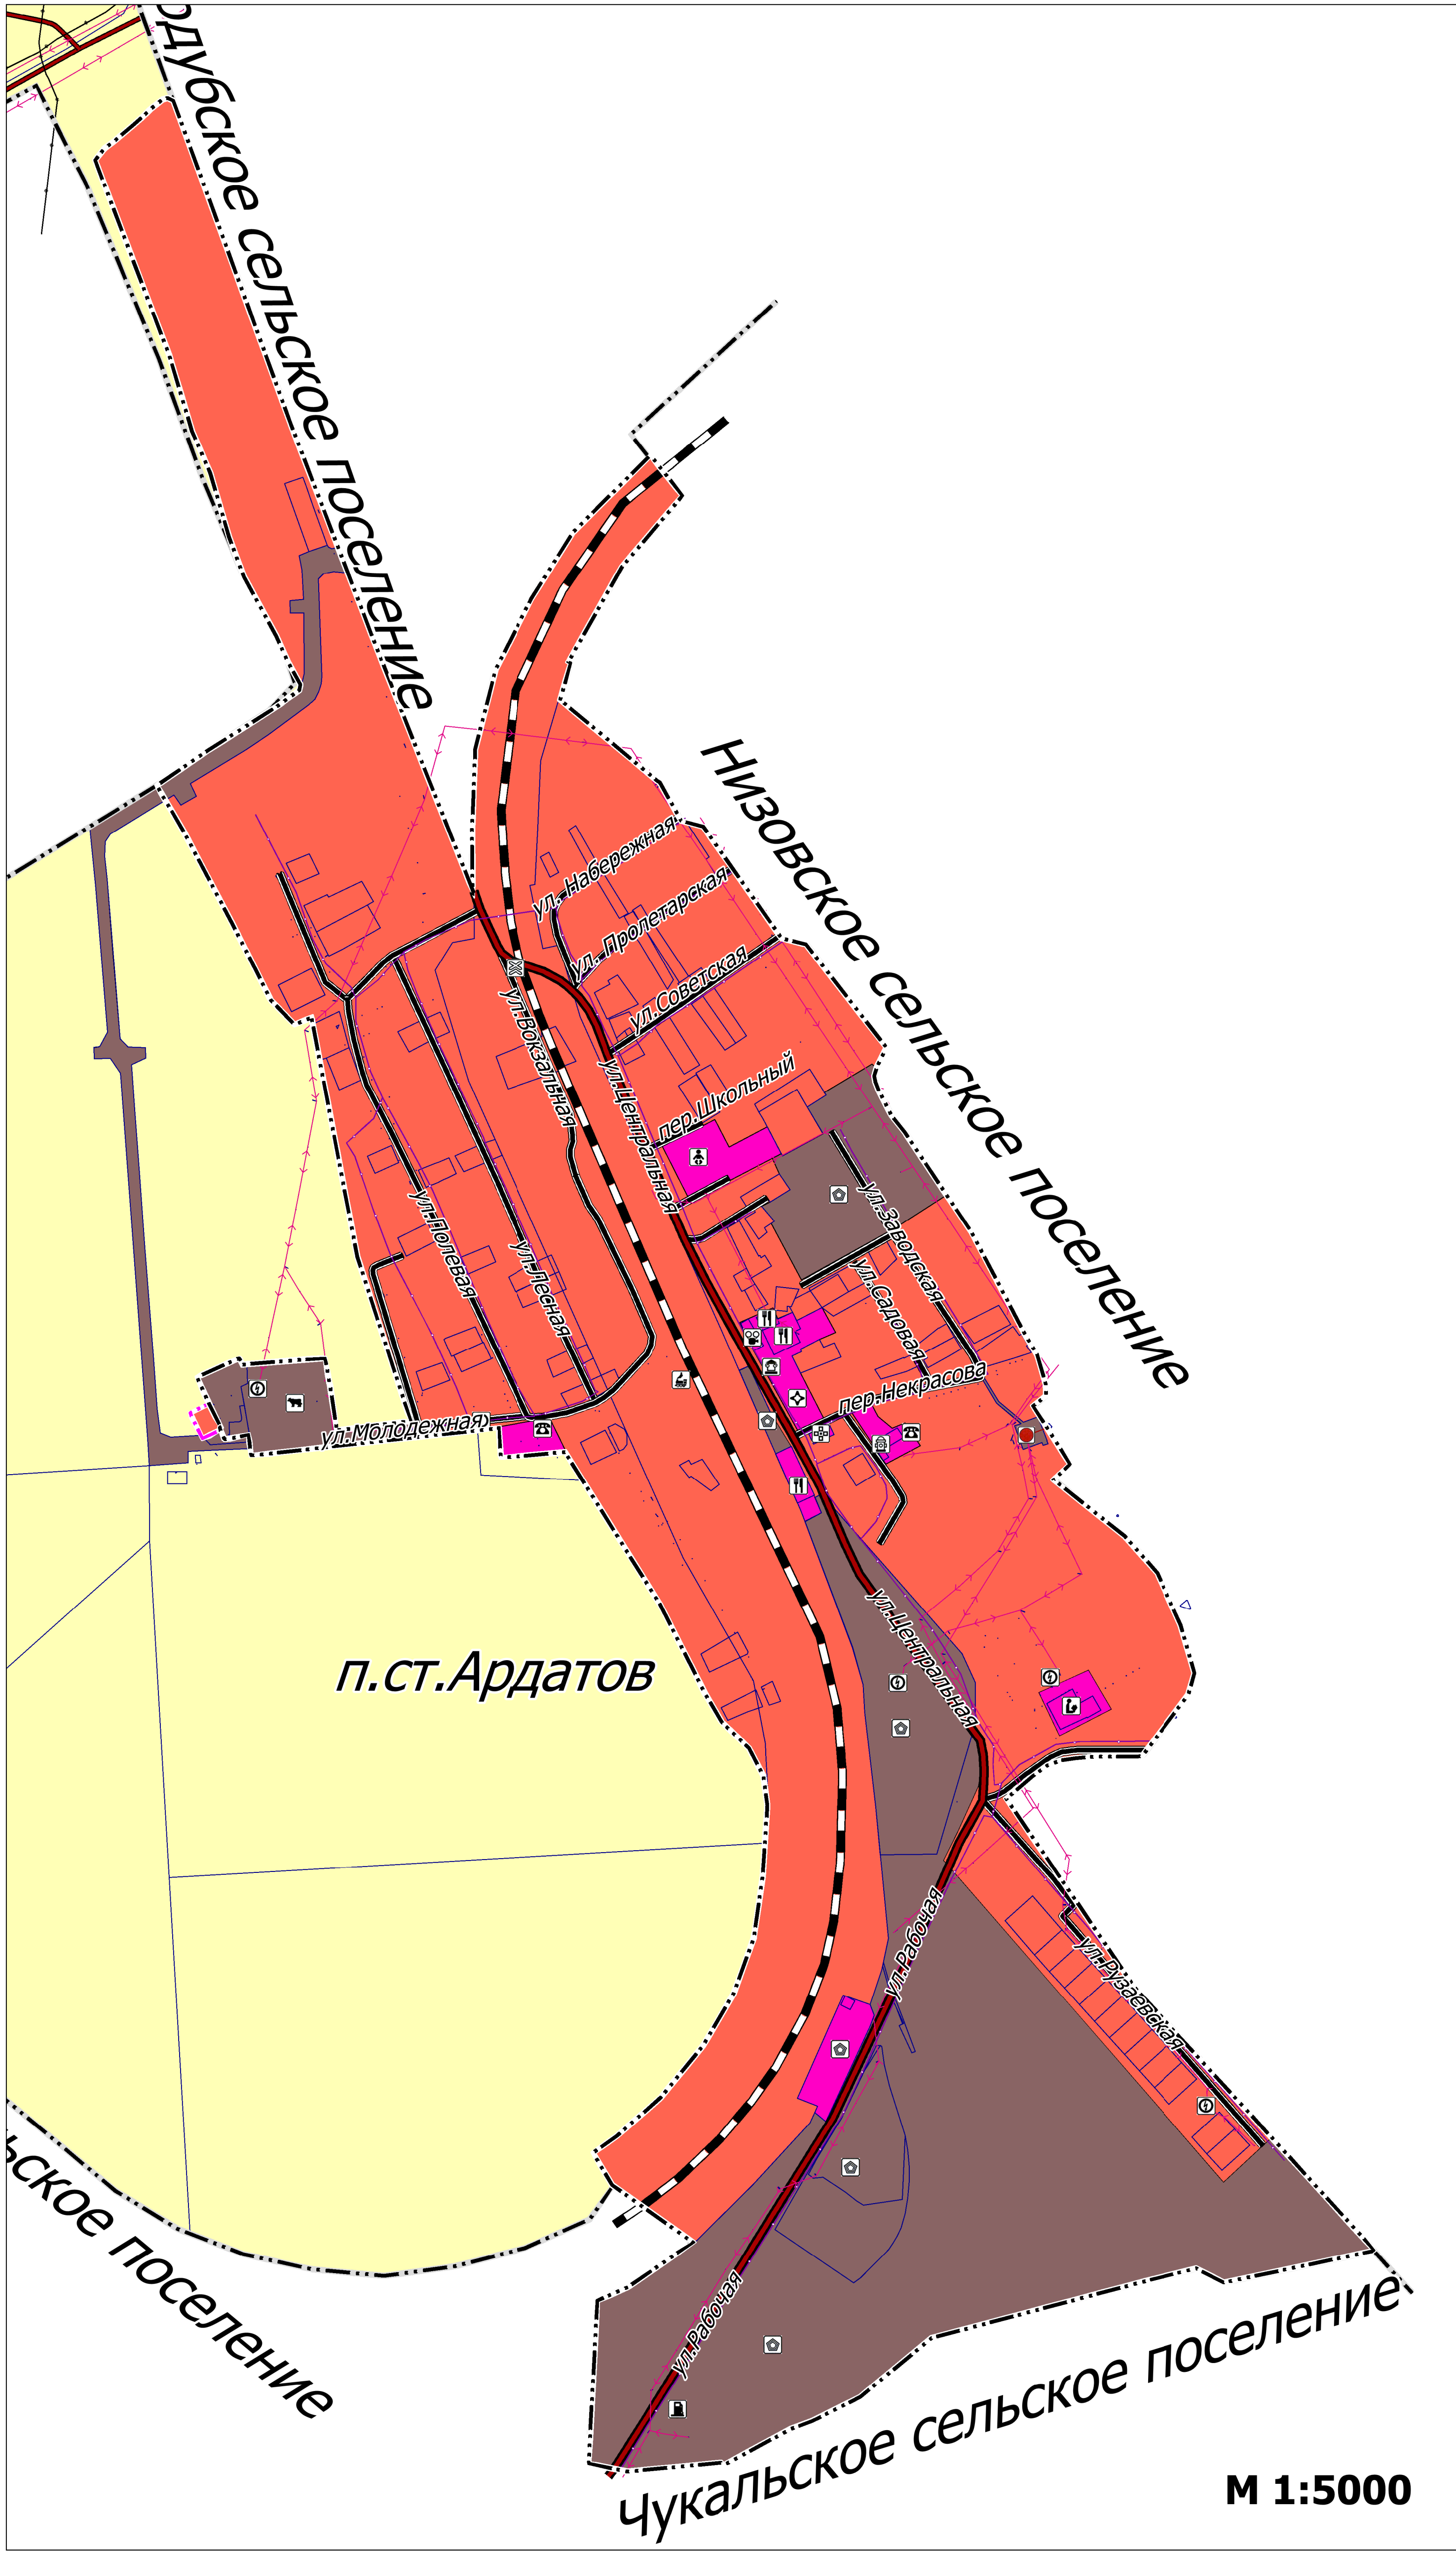 одубское сельское поселение
Низовское сельское поселение
ул. Набережная
ул. Пролетарская
ул.Советская
ул.Вокзальная
ул.Центральная
пер.Школьный
ул.Заводская
ул.Садовая
ул.Полевая
ул.Лесная
пер.Некрасова
ул.Молодежная
п.ст.Ардатов
ул.Центральная
ул.Рабочая
ул.Рузаевская
ьское поселение
ул.Рабочая
Чукальское сельское поселение
М 1:5000